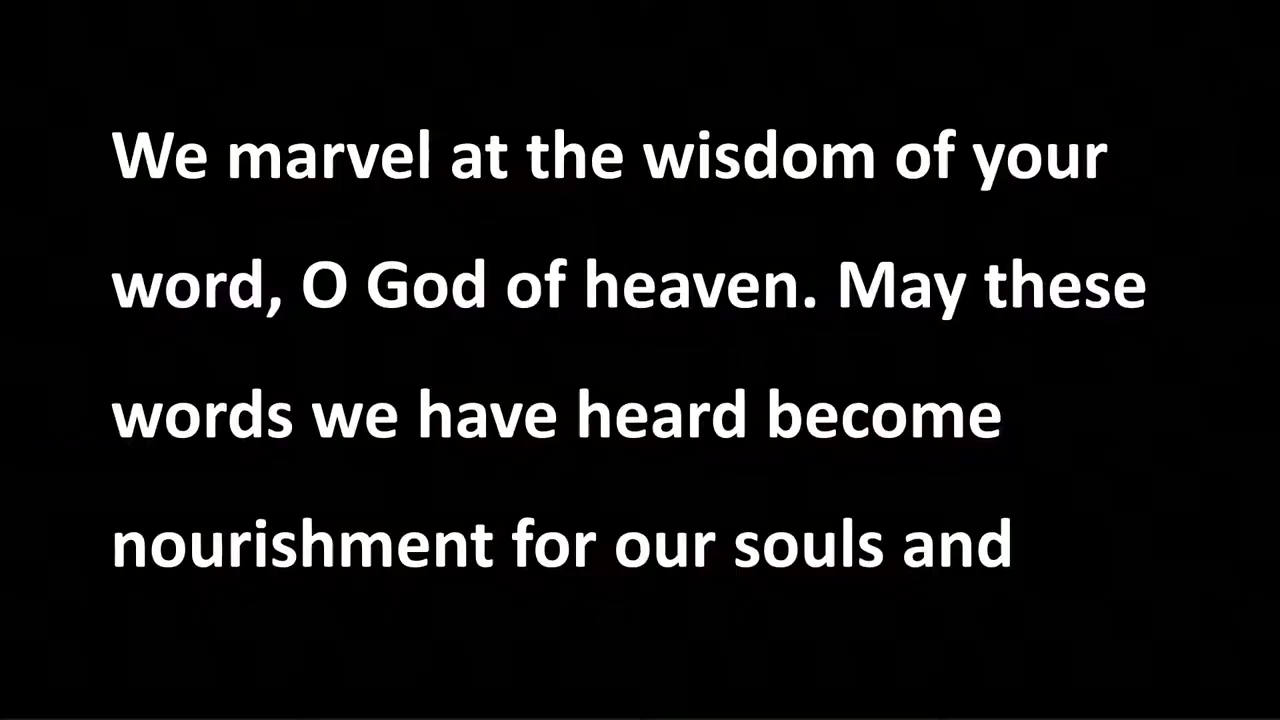 We marvel at the wisdom of your
word, O God of heaven. May these
words we have heard become
nourishment for our souls and